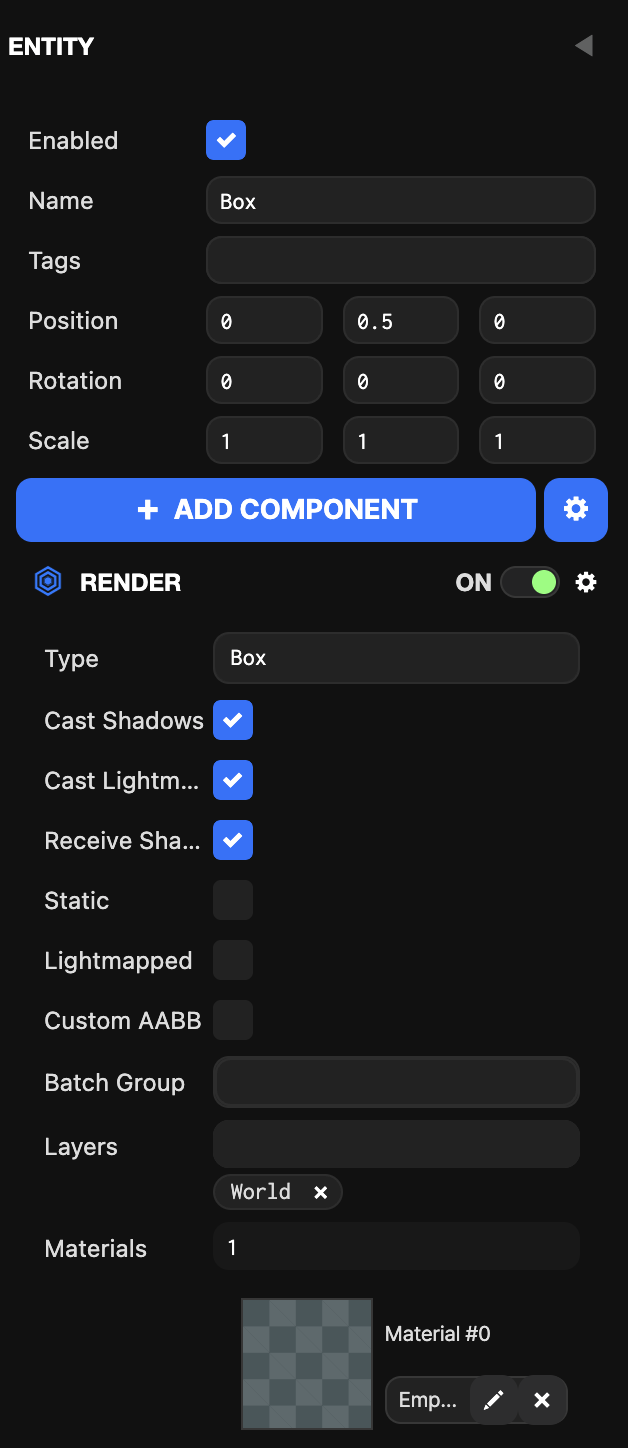 ENTITY
Enabled
Name Box
Tags
Position 0 0.5 0
Rotation 0 0 0
Scale 1 1 1
+ ADD COMPONENT
RENDER ON
Type Box
Cast Shadows
Cast Lightm...
Receive Sha...
Static
Lightmapped
Custom AABB
Batch Group
Layers
World ×
Materials 1
Material #0
Emp...